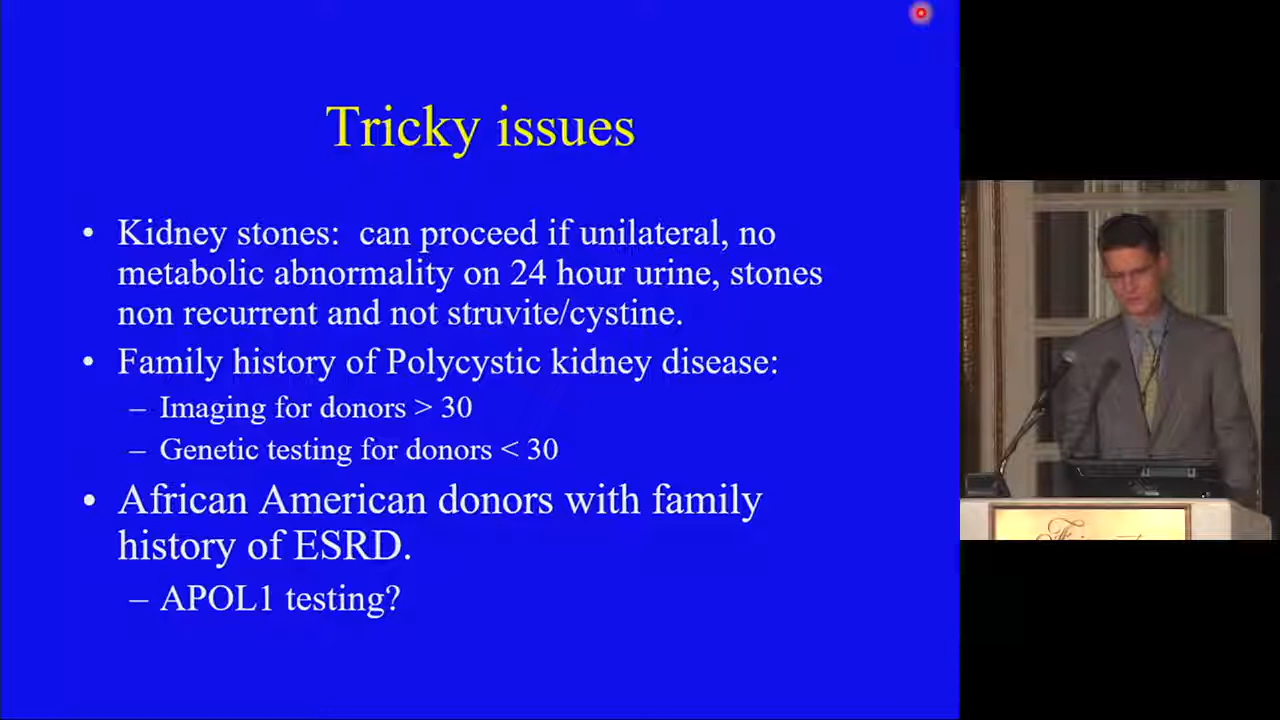 Tricky issues
• Kidney stones: can proceed if unilateral, no
metabolic abnormality on 24 hour urine, stones
non recurrent and not struvite/cystine.
• Family history of Polycystic kidney disease:
– Imaging for donors > 30
– Genetic testing for donors < 30
• African American donors with family
history of ESRD.
– APOL1 testing?